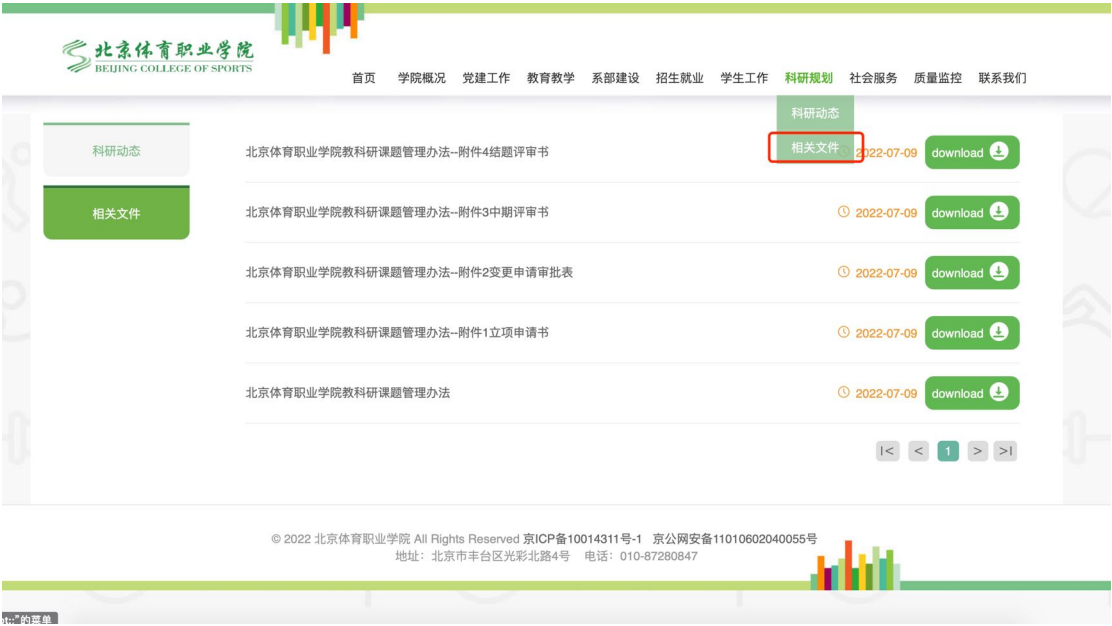 北京体育职业学院
BEIJING COLLEGE OF SPORTS
首页 学院概况 党建工作 教育教学 系部建设 招生就业 学生工作 科研规划 社会服务 质量监控 联系我们
科研动态
相关文件
科研动态
相关文件
北京体育职业学院教科研课题管理办法--附件4结题评审书 2022-07-09 download
北京体育职业学院教科研课题管理办法--附件3中期评审书 2022-07-09 download
北京体育职业学院教科研课题管理办法--附件2变更申请审批表 2022-07-09 download
北京体育职业学院教科研课题管理办法--附件1立项申请书 2022-07-09 download
北京体育职业学院教科研课题管理办法 2022-07-09 download
|< < 1 > >|
© 2022 北京体育职业学院 All Rights Reserved 京ICP备10014311号-1 京公网安备11010602040055号
地址：北京市丰台区光彩北路4号 电话：010-87280847
”的菜单